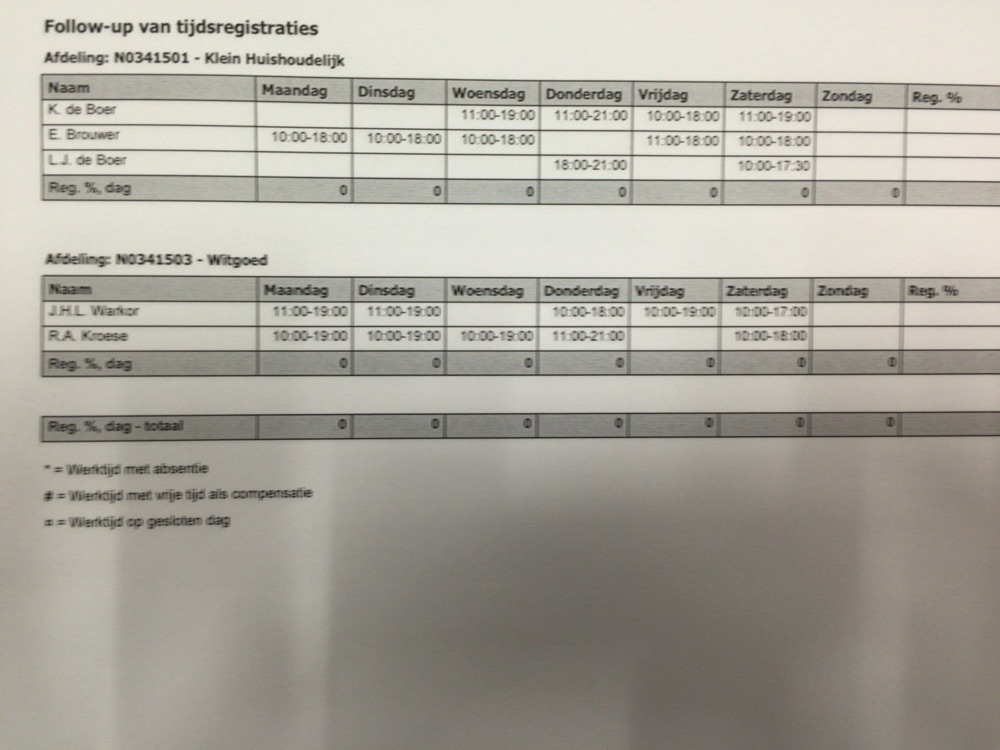 Follow-up van tijdsregistraties
Afdeling: N0341501 - Klein Huishoudelijk
Naam Maandag Dinsdag Woensdag Donderdag Vrijdag Zaterdag Zondag Reg. %
K. de Boer 11:00-19:00 11:00-21:00 10:00-18:00 11:00-19:00
E. Brouwer 10:00-18:00 10:00-18:00 10:00-18:00 11:00-18:00 10:00-18:00
L.J. de Boer 18:00-21:00 10:00-17:30
Reg. %, dag 0 0 0 0 0 0 0
Afdeling: N0341503 - Witgoed
Naam Maandag Dinsdag Woensdag Donderdag Vrijdag Zaterdag Zondag Reg. %
J.H.L. 11:00-19:00 11:00-19:00 10:00-18:00 10:00-19:00 10:00-17:00
R.A. Kroese 10:00-19:00 10:00-19:00 10:00-19:00 11:00-21:00 10:00-18:00
Reg. %, dag 0 0 0 0 0 0 0
Reg. %, dag - totaal 0 0 0 0 0 0 0
* = Werktijd met absentie
# = Werktijd met vrije tijd als compensatie
= Werktijd op gesloten dag